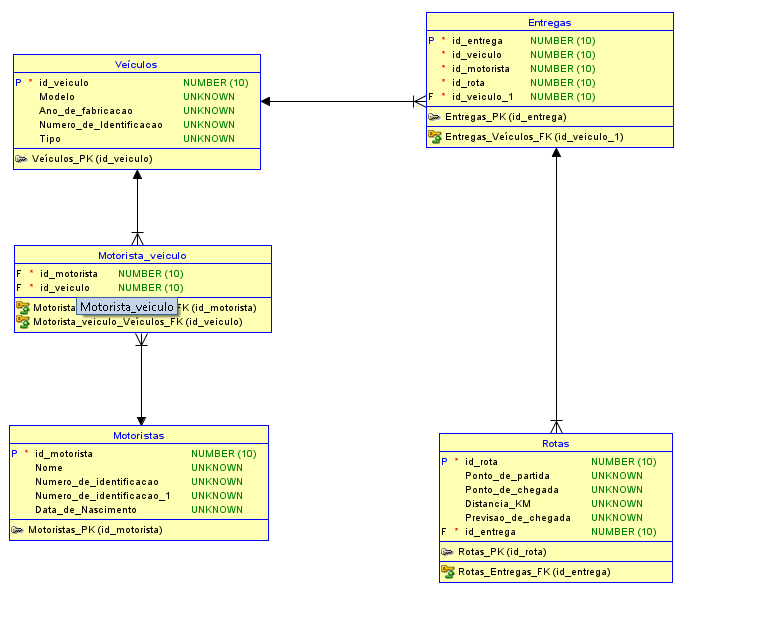 Entregas
P * id_entrega NUMBER (10)
* id_veiculo NUMBER (10)
* id_motorista NUMBER (10)
* id_rota NUMBER (10)
F * id_veiculo_1 NUMBER (10)
Entregas_PK (id_entrega)
Entregas_Veículos_FK (id_veiculo_1)
Veículos
P * id_veiculo NUMBER (10)
Modelo UNKNOWN
Ano_de_fabricacao UNKNOWN
Numero_de_Identificacao UNKNOWN
Tipo UNKNOWN
Veículos_PK (id_veiculo)
Motorista_veiculo
F * id_motorista NUMBER (10)
F * id_veiculo NUMBER (10)
Motorista
Motorista_veiculo
FK (id_motorista)
Motorista_veiculo_Veículos_FK (id_veiculo)
Motoristas
P * id_motorista NUMBER (10)
Nome UNKNOWN
Numero_de_identificacao UNKNOWN
Numero_de_identificacao_1 UNKNOWN
Data_de_Nascimento UNKNOWN
Motoristas_PK (id_motorista)
Rotas
P * id_rota NUMBER (10)
Ponto_de_partida UNKNOWN
Ponto_de_chegada UNKNOWN
Distancia_KM UNKNOWN
Previsao_de_chegada UNKNOWN
F * id_entrega NUMBER (10)
Rotas_PK (id_rota)
Rotas_Entregas_FK (id_entrega)